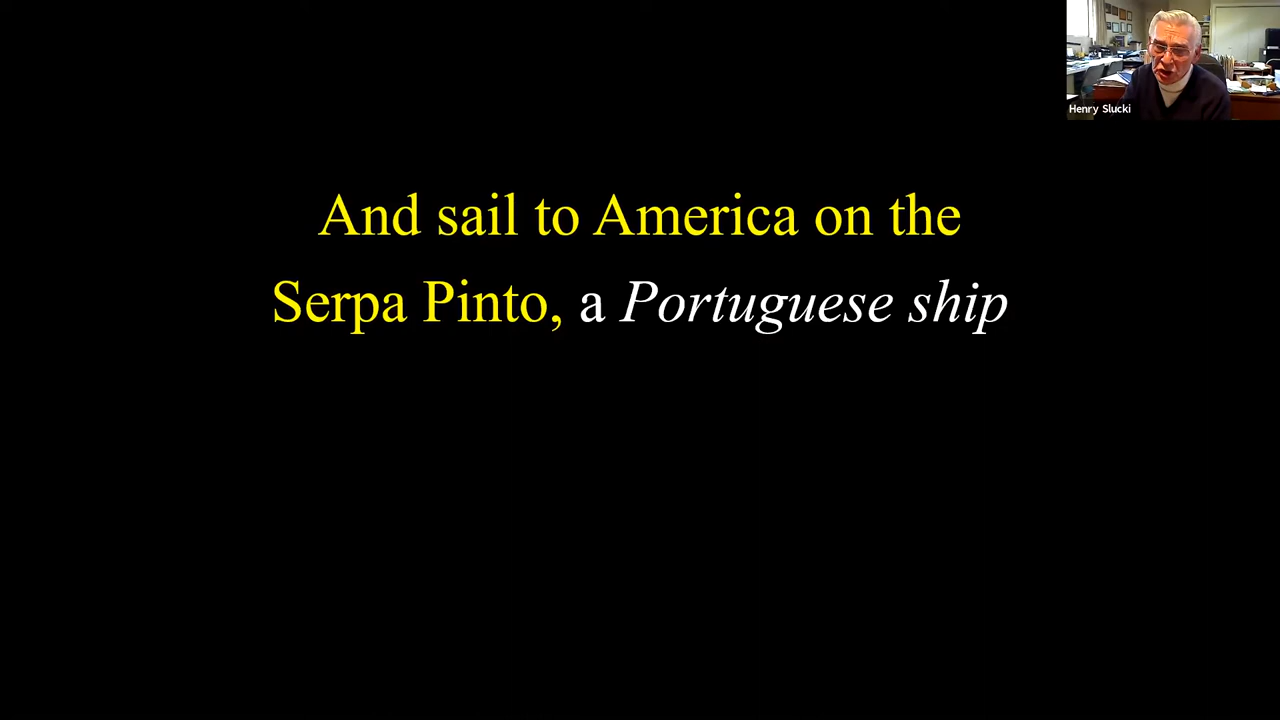 Henry Slucki
And sail to America on the
Serpa Pinto, a Portuguese ship